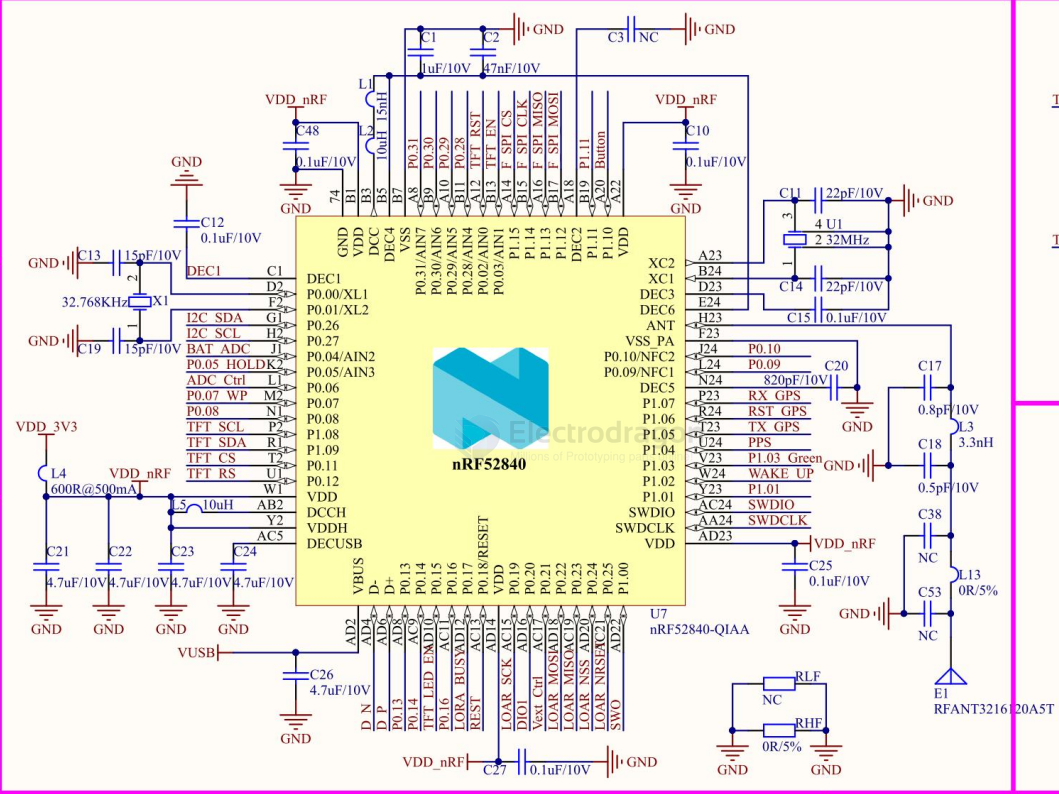 C1
1uF/10V
C2
47nF/10V
GND
C3 NC
GND
L1
15nH
L2
10uH
VDD_nRF
C48
0.1uF/10V
GND
VDD_nRF
C10
0.1uF/10V
GND
P0.31
P0.30
P0.29
P0.28
TFT_RST
TFT_EN
F_SPI_CS
F_SPI_CLK
F_SPI_MISO
F_SPI_MOSI
P1.11
Button
74 B1 B3 B5 B7 A8 B9 A10 B11 A12 B13 A14 B15 A16 B17 A18 B19 A20 A22
GND
VDD
DCC
DEC4
VSS
P0.31/AIN7
P0.30/AIN6
P0.29/AIN5
P0.28/AIN4
P0.02/AIN0
P0.03/AIN1
P1.15
P1.14
P1.13
P1.12
DEC2
P1.11
P1.10
VDD
GND
C12
0.1uF/10V
GND C13 15pF/10V
32.768KHz X1
2
1
GND C19 15pF/10V
DEC1 C1 DEC1
D2 P0.00/XL1
F2 P0.01/XL2
I2C_SDA G1 P0.26
I2C_SCL H2 P0.27
BAT_ADC J1 P0.04/AIN2
P0.05_HOLD K2 P0.05/AIN3
ADC_Ctrl L1 P0.06
P0.07_WP M2 P0.07
P0.08 N1 P0.08
TFT_SCL P2 P1.08
TFT_SDA R1 P1.09
TFT_CS T2 P0.11
TFT_RS U1 P0.12
W1 VDD
AB2 DCCH
Y2 VDDH
AC5 DECUSB
VDD_3V3
L4
600R@500mA
VDD_nRF
L5 10uH
C21
4.7uF/10V
GND
C22
4.7uF/10V
GND
C23
4.7uF/10V
GND
C24
4.7uF/10V
GND
Electrodragon
Millions of Prototyping
nRF52840
XC2 A23
XC1 B24
DEC3 D23
DEC6 E24
ANT H23
VSS_PA F23
P0.10/NFC2 J24 P0.10
P0.09/NFC1 L24 P0.09
DEC5 N24
P1.07 P23 RX_GPS
P1.06 R24 RST_GPS
P1.05 T23 TX_GPS
P1.04 U24 PPS
P1.03 V23 P1.03_Green
P1.02 W24 WAKE_UP
P1.01 Y23 P1.01
SWDIO AC24 SWDIO
SWDCLK AA24 SWDCLK
VDD AD23
C11 22pF/10V
GND
3
4 U1
2 32MHz
1
C14 22pF/10V
C15 0.1uF/10V
820pF/10V C20
GND
C17
0.8pF/10V
L3
3.3nH
GND
C18
0.5pF/10V
C38
NC
L13
0R/5%
GND
C53
NC
E1
RFANT3216120A5T
VDD_nRF
C25
0.1uF/10V
GND
U7
nRF52840-QIAA
VBUS
D-
D+
P0.13
P0.14
P0.15
P0.16
P0.17
P0.18/RESET
VDD
P0.19
P0.20
P0.21
P0.22
P0.23
P0.24
P0.25
P1.00
AD2 AD4 AD6 AD8 AC9 AD10 AC11 AD12 AC13 AD14 AC15 AD16 AC17 AD18 AC19 AD20 AC21 AD22
D_N
D_P
P0.13
P0.14
TFT_LED_EN
P0.16
LORA_BUSY
REST
LOAR_SCK
DIO1
Vext_Ctrl
LOAR_MOSI
LOAR_MISO
LOAR_NSS
LOAR_NRSE
SWO
VUSB
C26
4.7uF/10V
GND
VDD_nRF C27 0.1uF/10V GND
RLF
NC
RHF
0R/5%
GND
GND